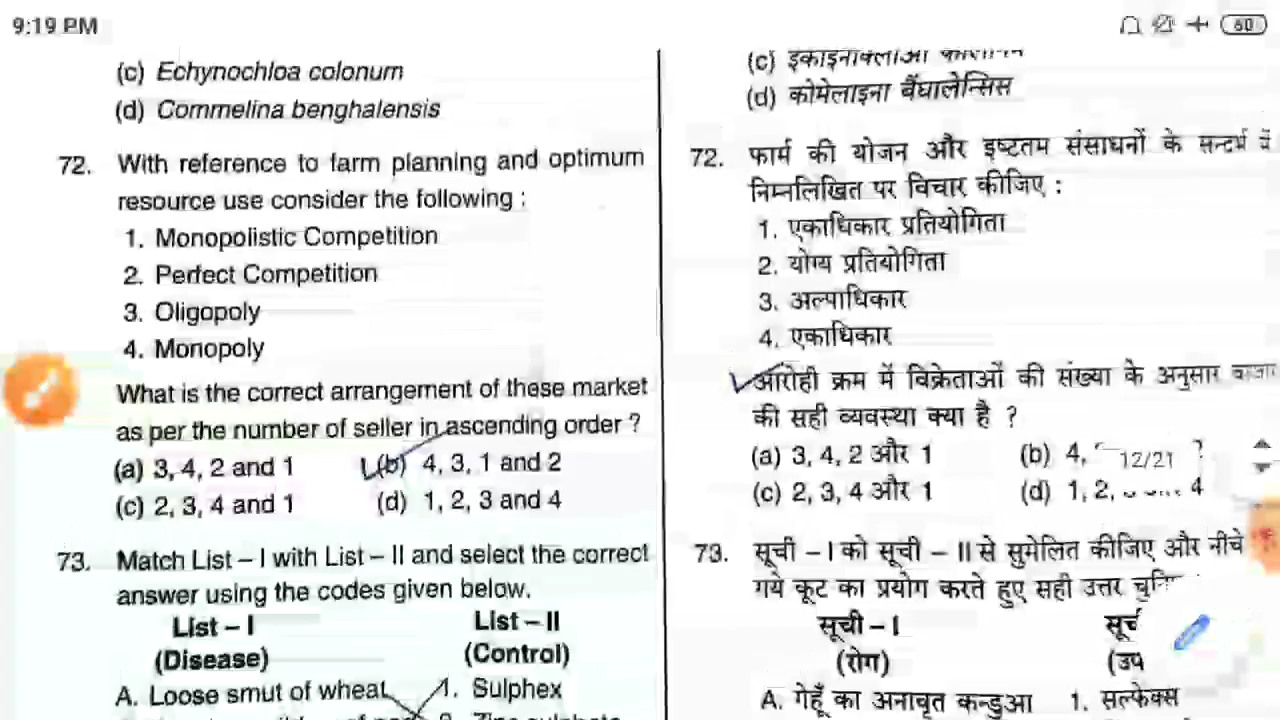 9:19 PM
60
(c) Echynochloa colonum
(d) Commelina benghalensis
72. With reference to farm planning and optimum
resource use consider the following :
1. Monopolistic Competition
2. Perfect Competition
3. Oligopoly
4. Monopoly
What is the correct arrangement of these market
as per the number of seller in ascending order ?
(a) 3, 4, 2 and 1 (b) 4, 3, 1 and 2
(c) 2, 3, 4 and 1 (d) 1, 2, 3 and 4
73. Match List – I with List – II and select the correct
answer using the codes given below.
List – I List – II
(Disease) (Control)
A. Loose smut of wheat 1. Sulphex
(c)
(d) कोमेलाइना बैंघालेन्सिस
72. फार्म की योजन और इष्टतम संसाधनों के सन्दर्भ में
निम्नलिखित पर विचार कीजिए :
1. एकाधिकार प्रतियोगिता
2. योग्य प्रतियोगिता
3. अल्पाधिकार
4. एकाधिकार
आरोही क्रम में विक्रेताओं की संख्या के अनुसार बाजार
की सही व्यवस्था क्या है ?
(a) 3, 4, 2 और 1 (b) 4,
12/21
(c) 2, 3, 4 और 1 (d) 1, 2, 4
73. सूची – I को सूची – II से सुमेलित कीजिए और नीचे
गये कूट का प्रयोग करते हुए सही उत्तर
सूची – I
(रोग)
A. गेहूँ का अनावृत कन्डुआ 1. सल्फेक्स